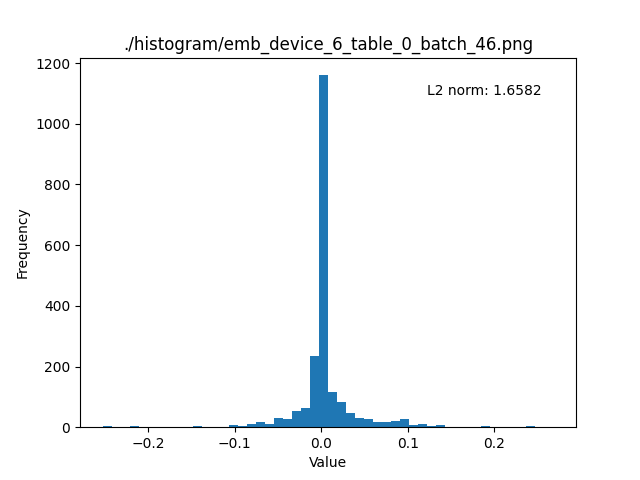 ./histogram/emb_device_6_table_0_batch_46.png
L2 norm: 1.6582
1200
1000
800
600
400
200
0
Frequency
−0.2 −0.1 0.0 0.1 0.2
Value